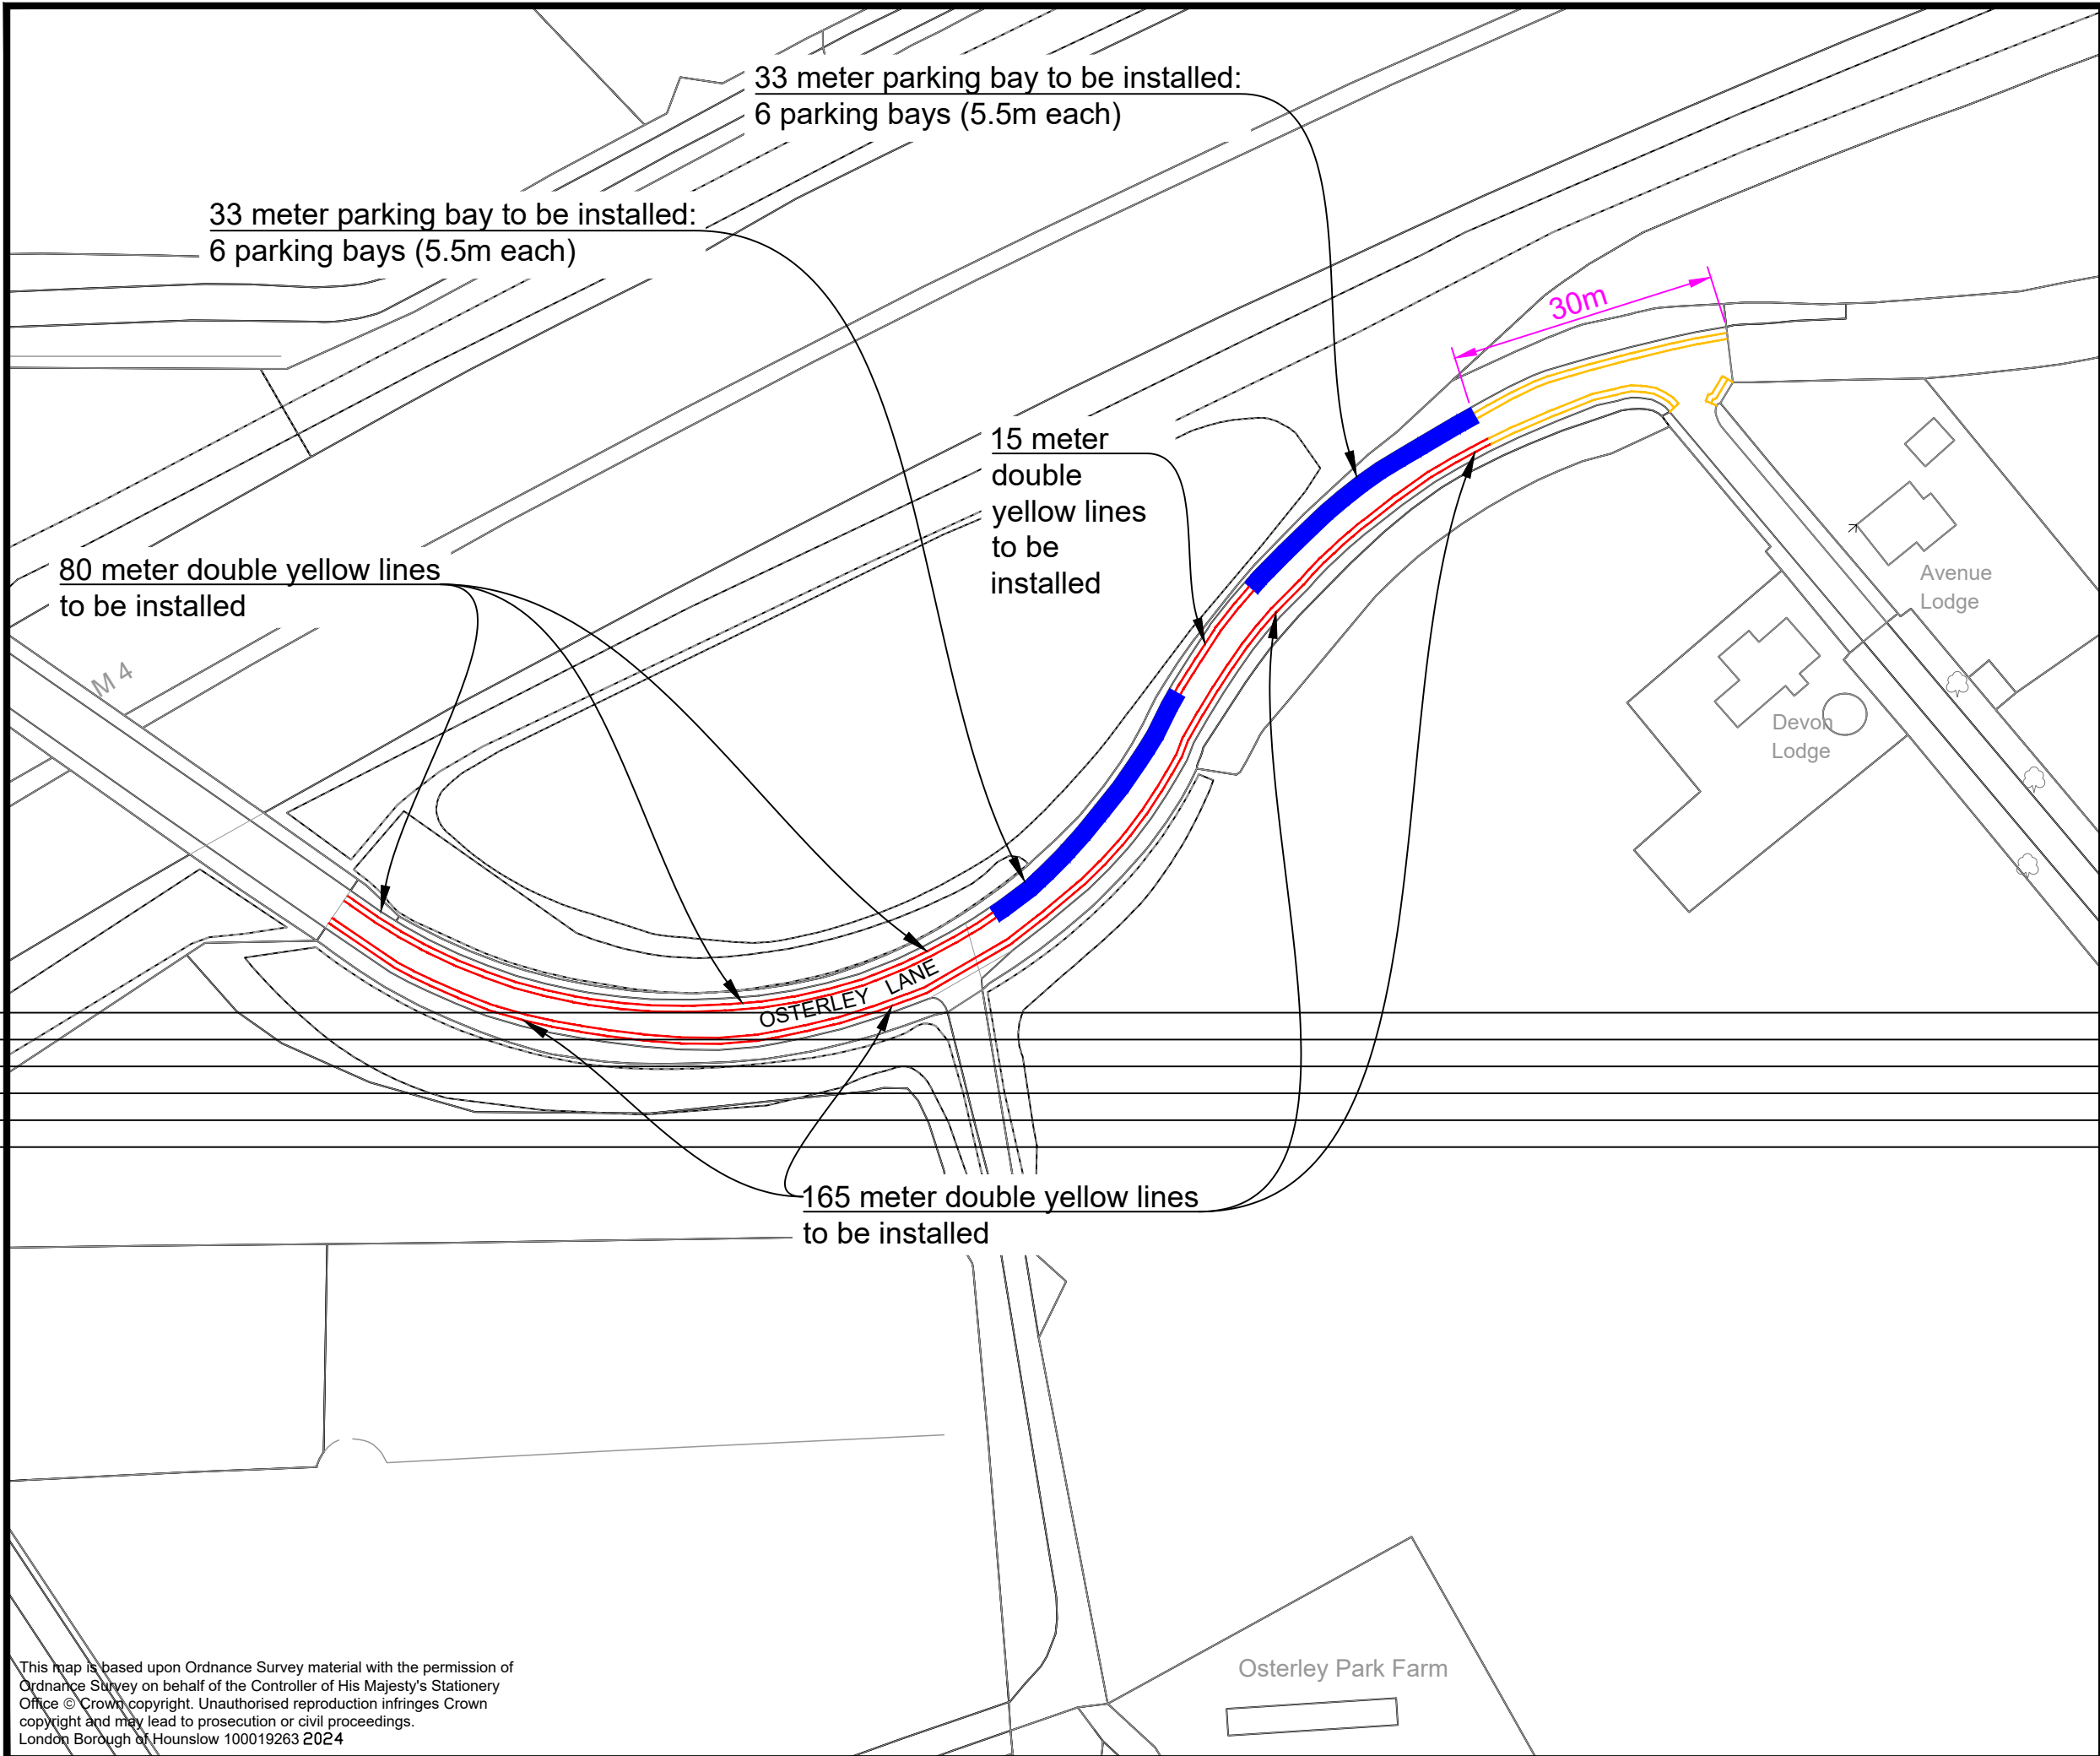 33 meter parking bay to be installed:
6 parking bays (5.5m each)
33 meter parking bay to be installed:
6 parking bays (5.5m each)
30m
15 meter
double
yellow lines
to be
installed
80 meter double yellow lines
to be installed
Avenue
Lodge
M 4
Devon
Lodge
OSTERLEY LANE
165 meter double yellow lines
to be installed
Osterley Park Farm
This map is based upon Ordnance Survey material with the permission of
Ordnance Survey on behalf of the Controller of His Majesty's Stationery
Office © Crown copyright. Unauthorised reproduction infringes Crown
copyright and may lead to prosecution or civil proceedings.
London Borough of Hounslow 100019263 2024